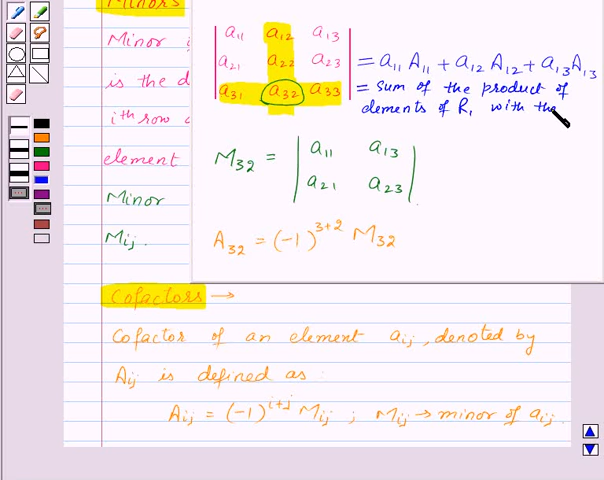 Minors
Minor i
is the d
ith row
element
Minor
Mij.
a11 a12 a13
a21 a22 a23
a31 a32 a33
= a11 A11 + a12 A12 + a13 A13
= sum of the product of
elements of R1 with the
M32 = | a11 a13 |
| a21 a23 |
A32 = (-1)^3+2 M32
Cofactors →
Cofactor of an element aij, denoted by
Aij is defined as :
Aij = (-1)^i+j Mij ; Mij → minor of aij.